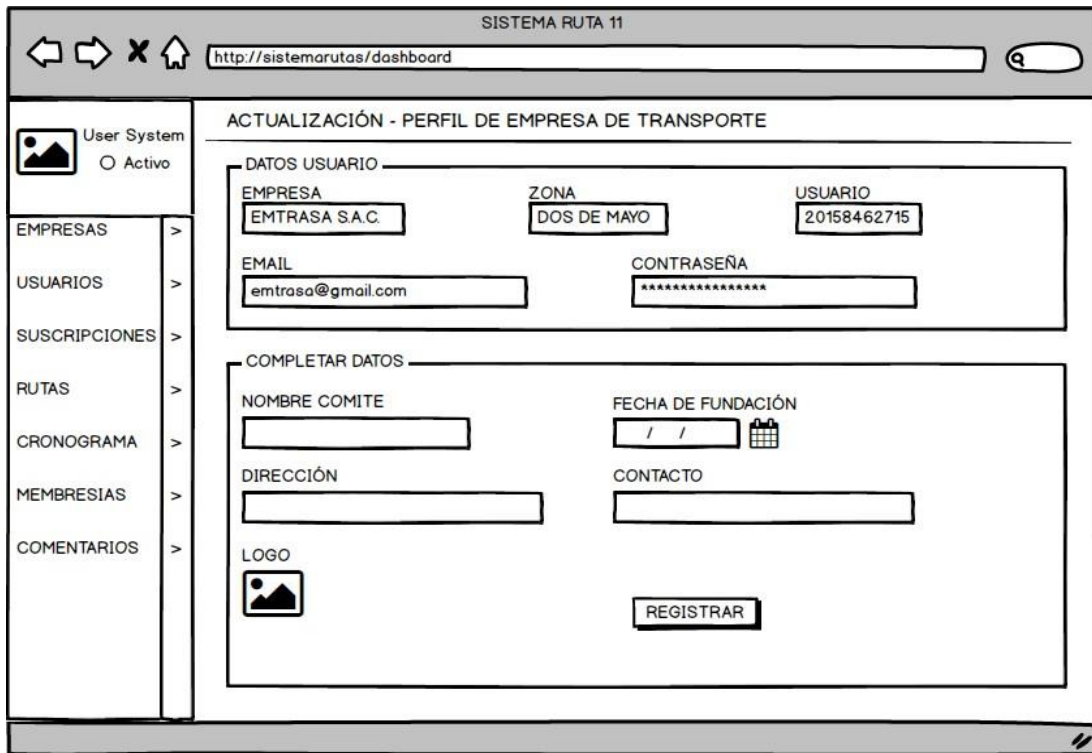 SISTEMA RUTA 11
http://sistemarutas/dashboard
User System
Activo
EMPRESAS >
USUARIOS >
SUSCRIPCIONES >
RUTAS >
CRONOGRAMA >
MEMBRESIAS >
COMENTARIOS >
ACTUALIZACIÓN - PERFIL DE EMPRESA DE TRANSPORTE
DATOS USUARIO
EMPRESA ZONA USUARIO
EMTRASA S.A.C. DOS DE MAYO 20158462715
EMAIL CONTRASEÑA
emtrasa@gmail.com ****************
COMPLETAR DATOS
NOMBRE COMITE FECHA DE FUNDACIÓN
/ /
DIRECCIÓN CONTACTO
LOGO
REGISTRAR